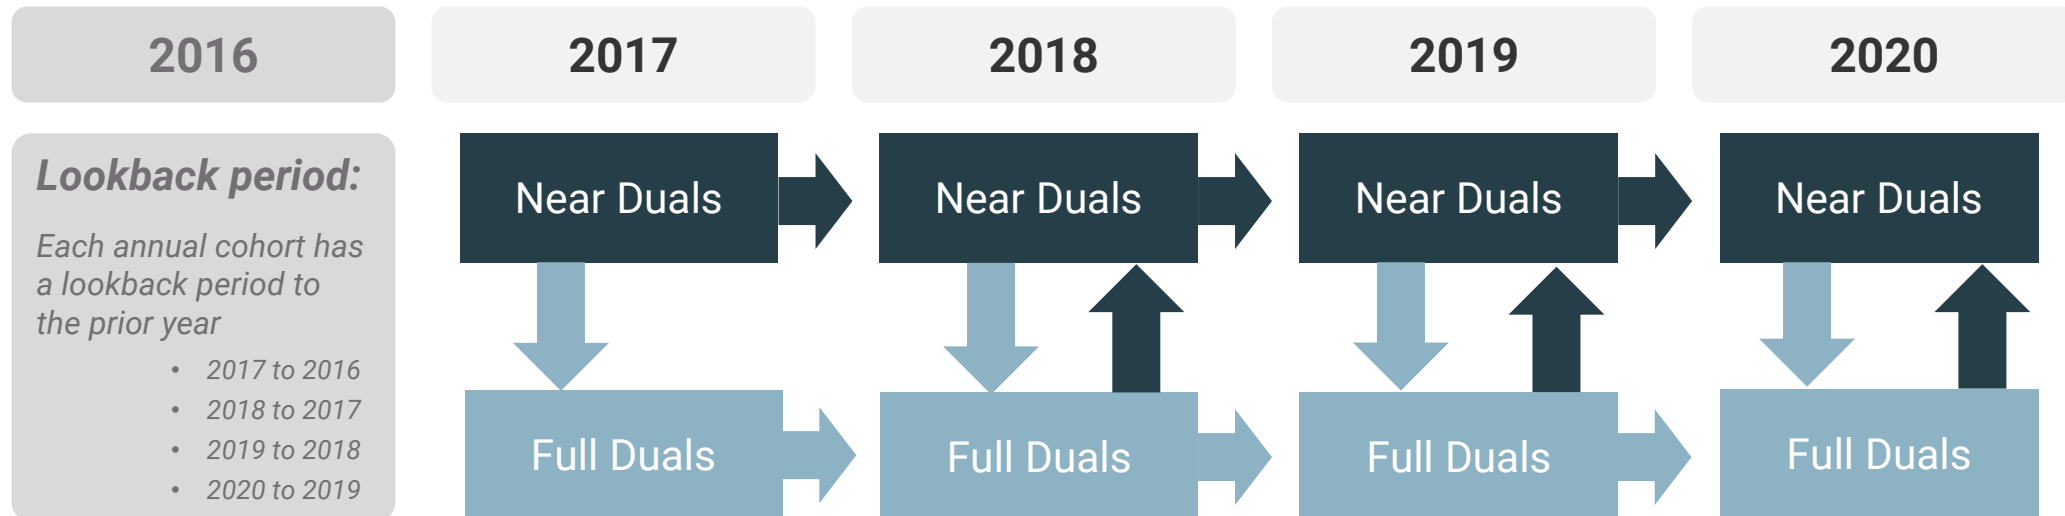 2016
2017
2018
2019
2020
Lookback period:
Each annual cohort has
a lookback period to
the prior year
• 2017 to 2016
• 2018 to 2017
• 2019 to 2018
• 2020 to 2019
Near Duals
Near Duals
Near Duals
Near Duals
Full Duals
Full Duals
Full Duals
Full Duals